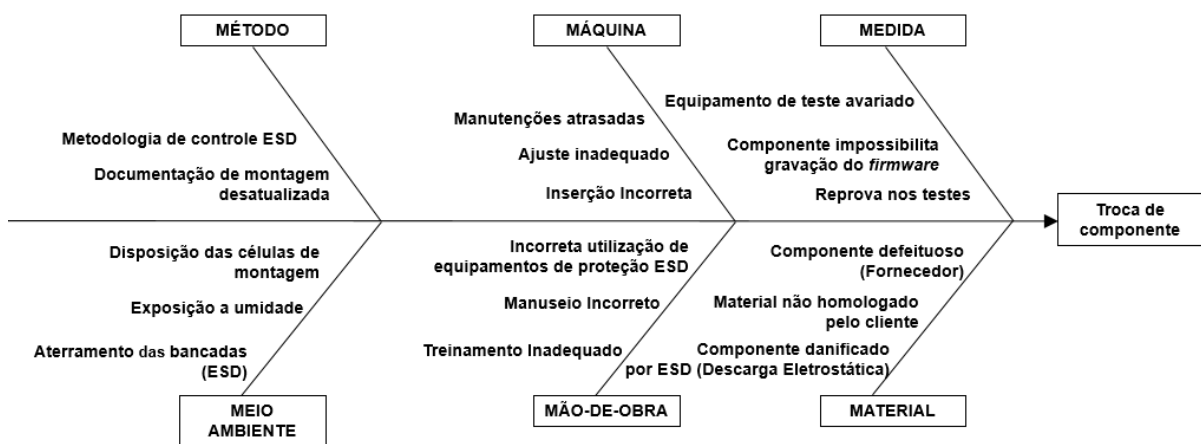 MÉTODO
MÁQUINA
MEDIDA
Metodologia de controle ESD
Documentação de montagem
desatualizada
Manutenções atrasadas
Ajuste inadequado
Inserção Incorreta
Equipamento de teste avariado
Componente impossibilita
gravação do firmware
Reprova nos testes
Troca de
componente
Disposição das células de
montagem
Exposição a umidade
Aterramento das bancadas
(ESD)
Incorreta utilização de
equipamentos de proteção ESD
Manuseio Incorreto
Treinamento Inadequado
Componente defeituoso
(Fornecedor)
Material não homologado
pelo cliente
Componente danificado
por ESD (Descarga Eletrostática)
MEIO
AMBIENTE
MÃO-DE-OBRA
MATERIAL